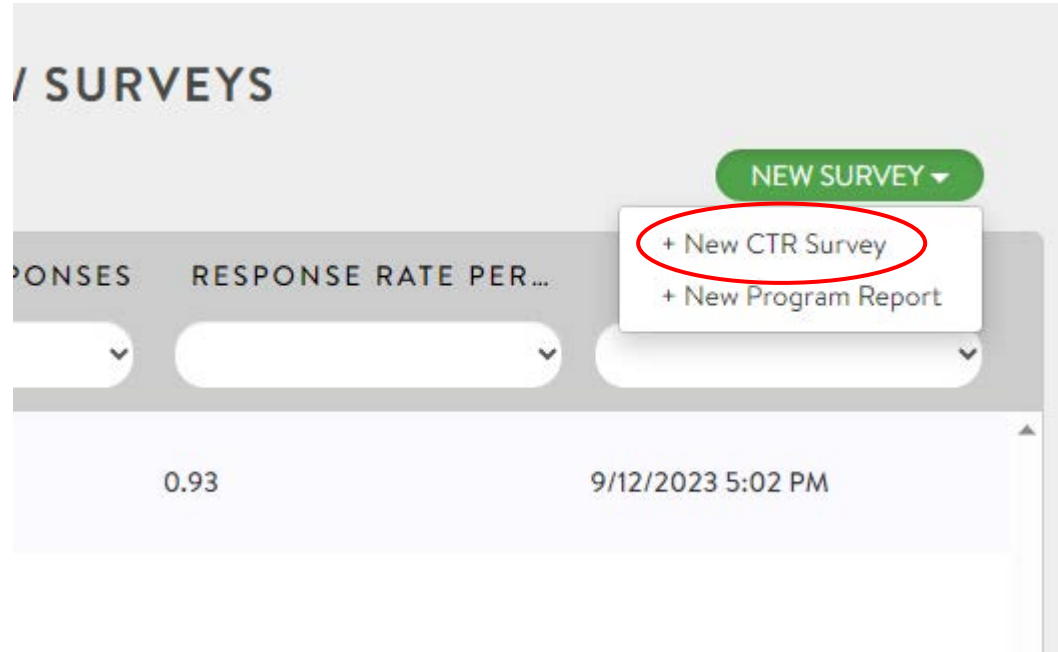 / SURVEYS
NEW SURVEY
+ New CTR Survey
+ New Program Report
PONSES RESPONSE RATE PER...
0.93 9/12/2023 5:02 PM